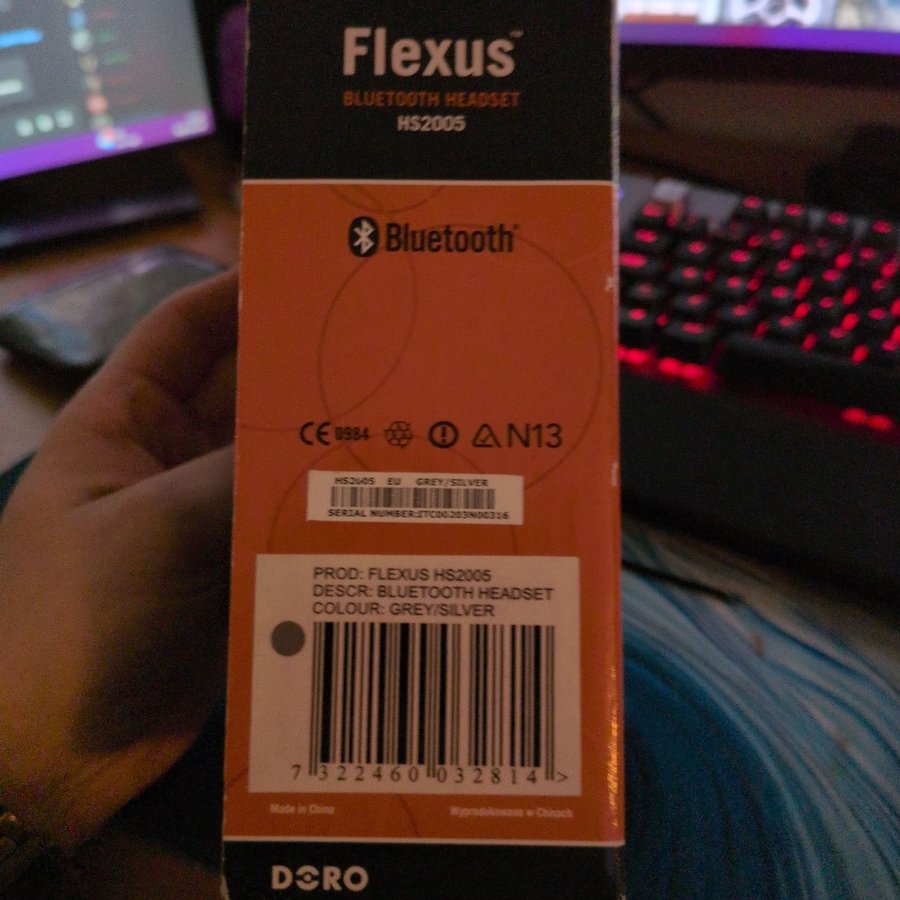 Flexus™
BLUETOOTH HEADSET
HS2005
Bluetooth®
CE 0984 N13
HS2005 EU GREY/SILVER
SERIAL NUMBER:ITC00203N00316
PROD: FLEXUS HS2005
DESCR: BLUETOOTH HEADSET
COLOUR: GREY/SILVER
7 322460 032814 >
Made in China
Wyprodukowano w Chinach
DORO